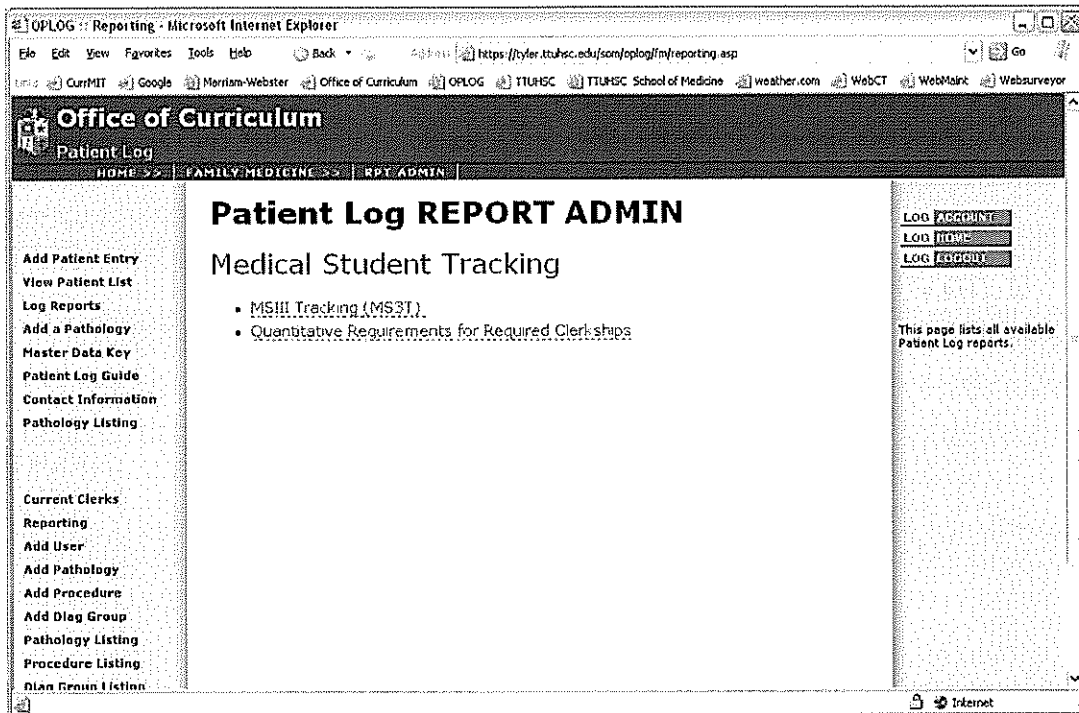 OPLOG :: Reporting - Microsoft Internet Explorer
File Edit View Favorites Tools Help Back Address https://tyler.ttuhsc.edu/som/oplog/fm/reporting.asp Go
Links CurrMIT Google Merriam-Webster Office of Curriculum OPLOG TTUHSC TTUHSC School of Medicine weather.com WebCT WebMaint Websurveyor
Office of Curriculum
Patient Log
HOME >> FAMILY MEDICINE >> RPT ADMIN
Patient Log REPORT ADMIN
Medical Student Tracking
• MSIII Tracking (MS3T)
• Quantitative Requirements for Required Clerkships
Add Patient Entry
View Patient List
Log Reports
Add a Pathology
Master Data Key
Patient Log Guide
Contact Information
Pathology Listing
Current Clerks
Reporting
Add User
Add Pathology
Add Procedure
Add Diag Group
Pathology Listing
Procedure Listing
Diag Group Listing
LOG ACCOUNT
LOG HOME
LOG LOGOUT
This page lists all available
Patient Log reports.
Internet